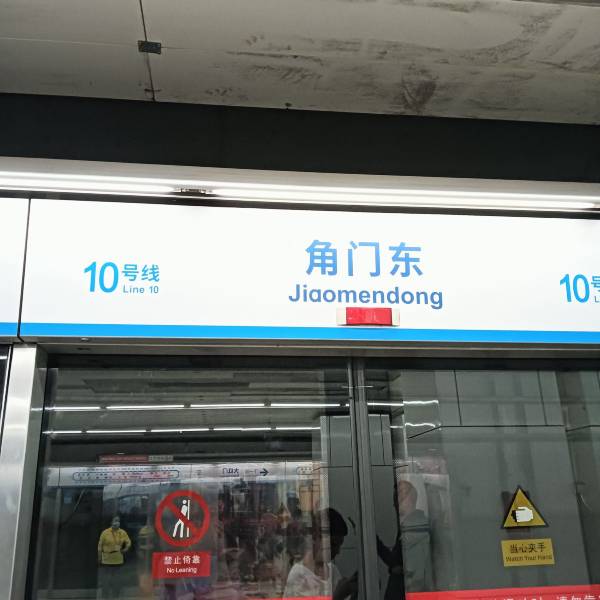 10号线
Line 10
角门东
Jiaomendong
10号
禁止倚靠
No Leaning
当心夹手
Watch Your Hand